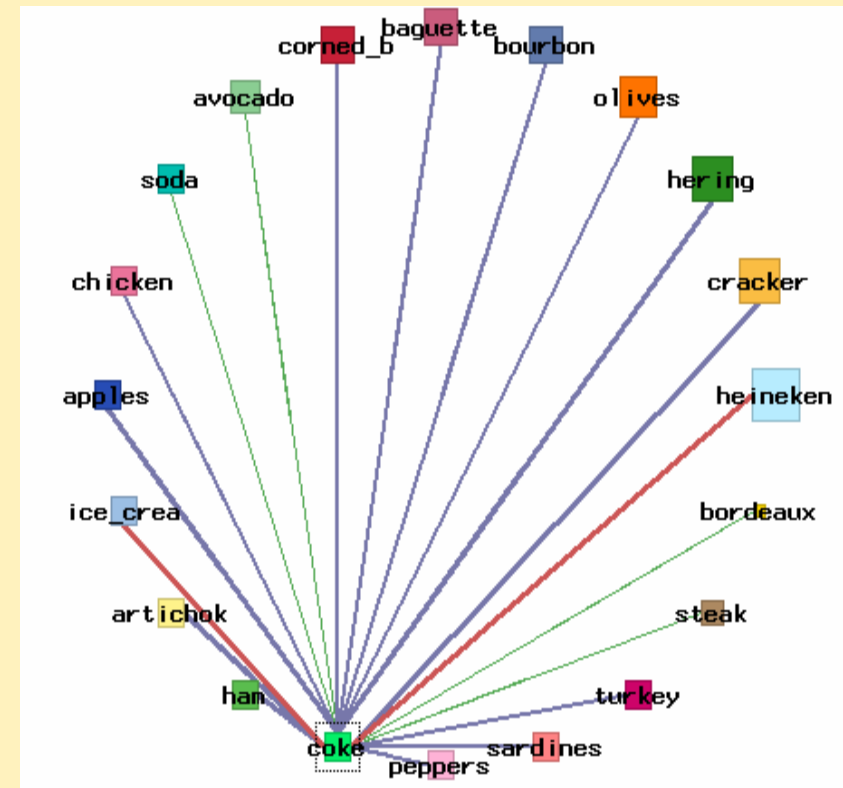 baguette
corned_b
bourbon
avocado
olives
soda
hering
chicken
cracker
apples
heineken
ice_crea
bordeaux
artichok
steak
ham
turkey
coke
sardines
peppers